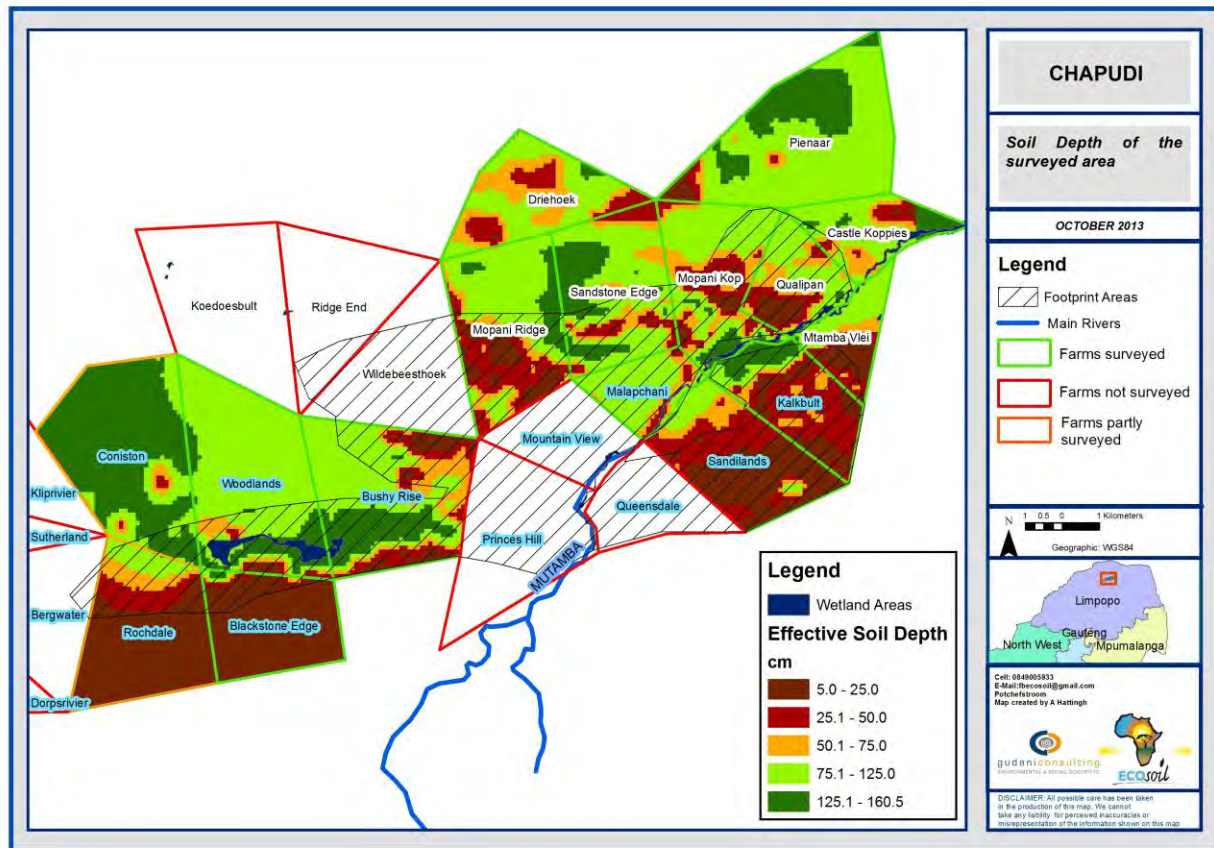 Pienaar
Driehoek
Castle Koppies
Mopani Kop
Koedoesbult
Ridge End
Sandstone Edge
Qualipan
Mopani Ridge
Mtamba Vlei
Wildebeesthoek
Malapchani
Kalkbult
Mountain View
Coniston
Sandilands
Woodlands
Bushy Rise
Kliprivier
Queensdale
Sutherland
Princes Hill
MUTAMBA
Bergwater
Rochdale
Blackstone Edge
Dorpsrivier
Legend
Wetland Areas
Effective Soil Depth
cm
5.0 - 25.0
25.1 - 50.0
50.1 - 75.0
75.1 - 125.0
125.1 - 160.5
CHAPUDI
Soil Depth of the
surveyed area
OCTOBER 2013
Legend
Footprint Areas
Main Rivers
Farms surveyed
Farms not surveyed
Farms partly
surveyed
N
1 0.5 0 1 Kilometers
Geographic: WGS84
Limpopo
Gauteng
North West
Mpumalanga
Cell: 0849005933
E-Mail:fbecosoil@gmail.com
Potchefstroom
Map created by A Hattingh
gudaniconsulting
ENVIRONMENTAL & SOCIAL SCIENTISTS
ECOsoil
DISCLAIMER: All possible care has been taken
in the production of this map. We cannot
take any liability for perceived inaccuracies or
misrepresentation of the information shown on this map